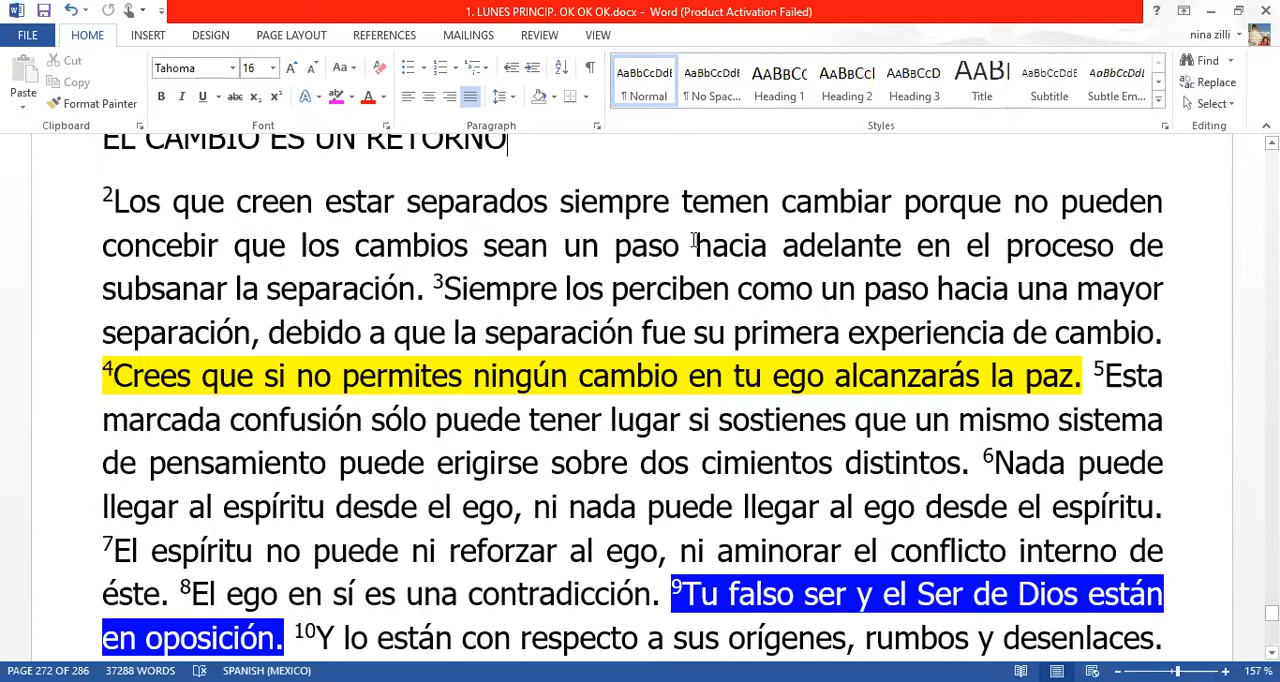 1. LUNES PRINCIP. OK OK OK.docx - Word (Product Activation Failed)
FILE HOME INSERT DESIGN PAGE LAYOUT REFERENCES MAILINGS REVIEW VIEW nina zilli
Paste Cut Copy Format Painter
Clipboard
Tahoma 16
Font
Paragraph
AaBbCcDd AaBbCcDd AABBCC AaBbCcI AaBbCcD AABI AaBbCcDd AaBbCcDd
¶ Normal ¶ No Spac... Heading 1 Heading 2 Heading 3 Title Subtitle Subtle Em...
Styles
Find
Replace
Select
Editing
EL CAMBIO ES UN RETORNO
2Los que creen estar separados siempre temen cambiar porque no pueden
concebir que los cambios sean un paso hacia adelante en el proceso de
subsanar la separación. 3Siempre los perciben como un paso hacia una mayor
separación, debido a que la separación fue su primera experiencia de cambio.
4Crees que si no permites ningún cambio en tu ego alcanzarás la paz. 5Esta
marcada confusión sólo puede tener lugar si sostienes que un mismo sistema
de pensamiento puede erigirse sobre dos cimientos distintos. 6Nada puede
llegar al espíritu desde el ego, ni nada puede llegar al ego desde el espíritu.
7El espíritu no puede ni reforzar al ego, ni aminorar el conflicto interno de
éste. 8El ego en sí es una contradicción. 9Tu falso ser y el Ser de Dios están
en oposición. 10Y lo están con respecto a sus orígenes, rumbos y desenlaces.
PAGE 272 OF 286 37288 WORDS SPANISH (MEXICO) 157 %